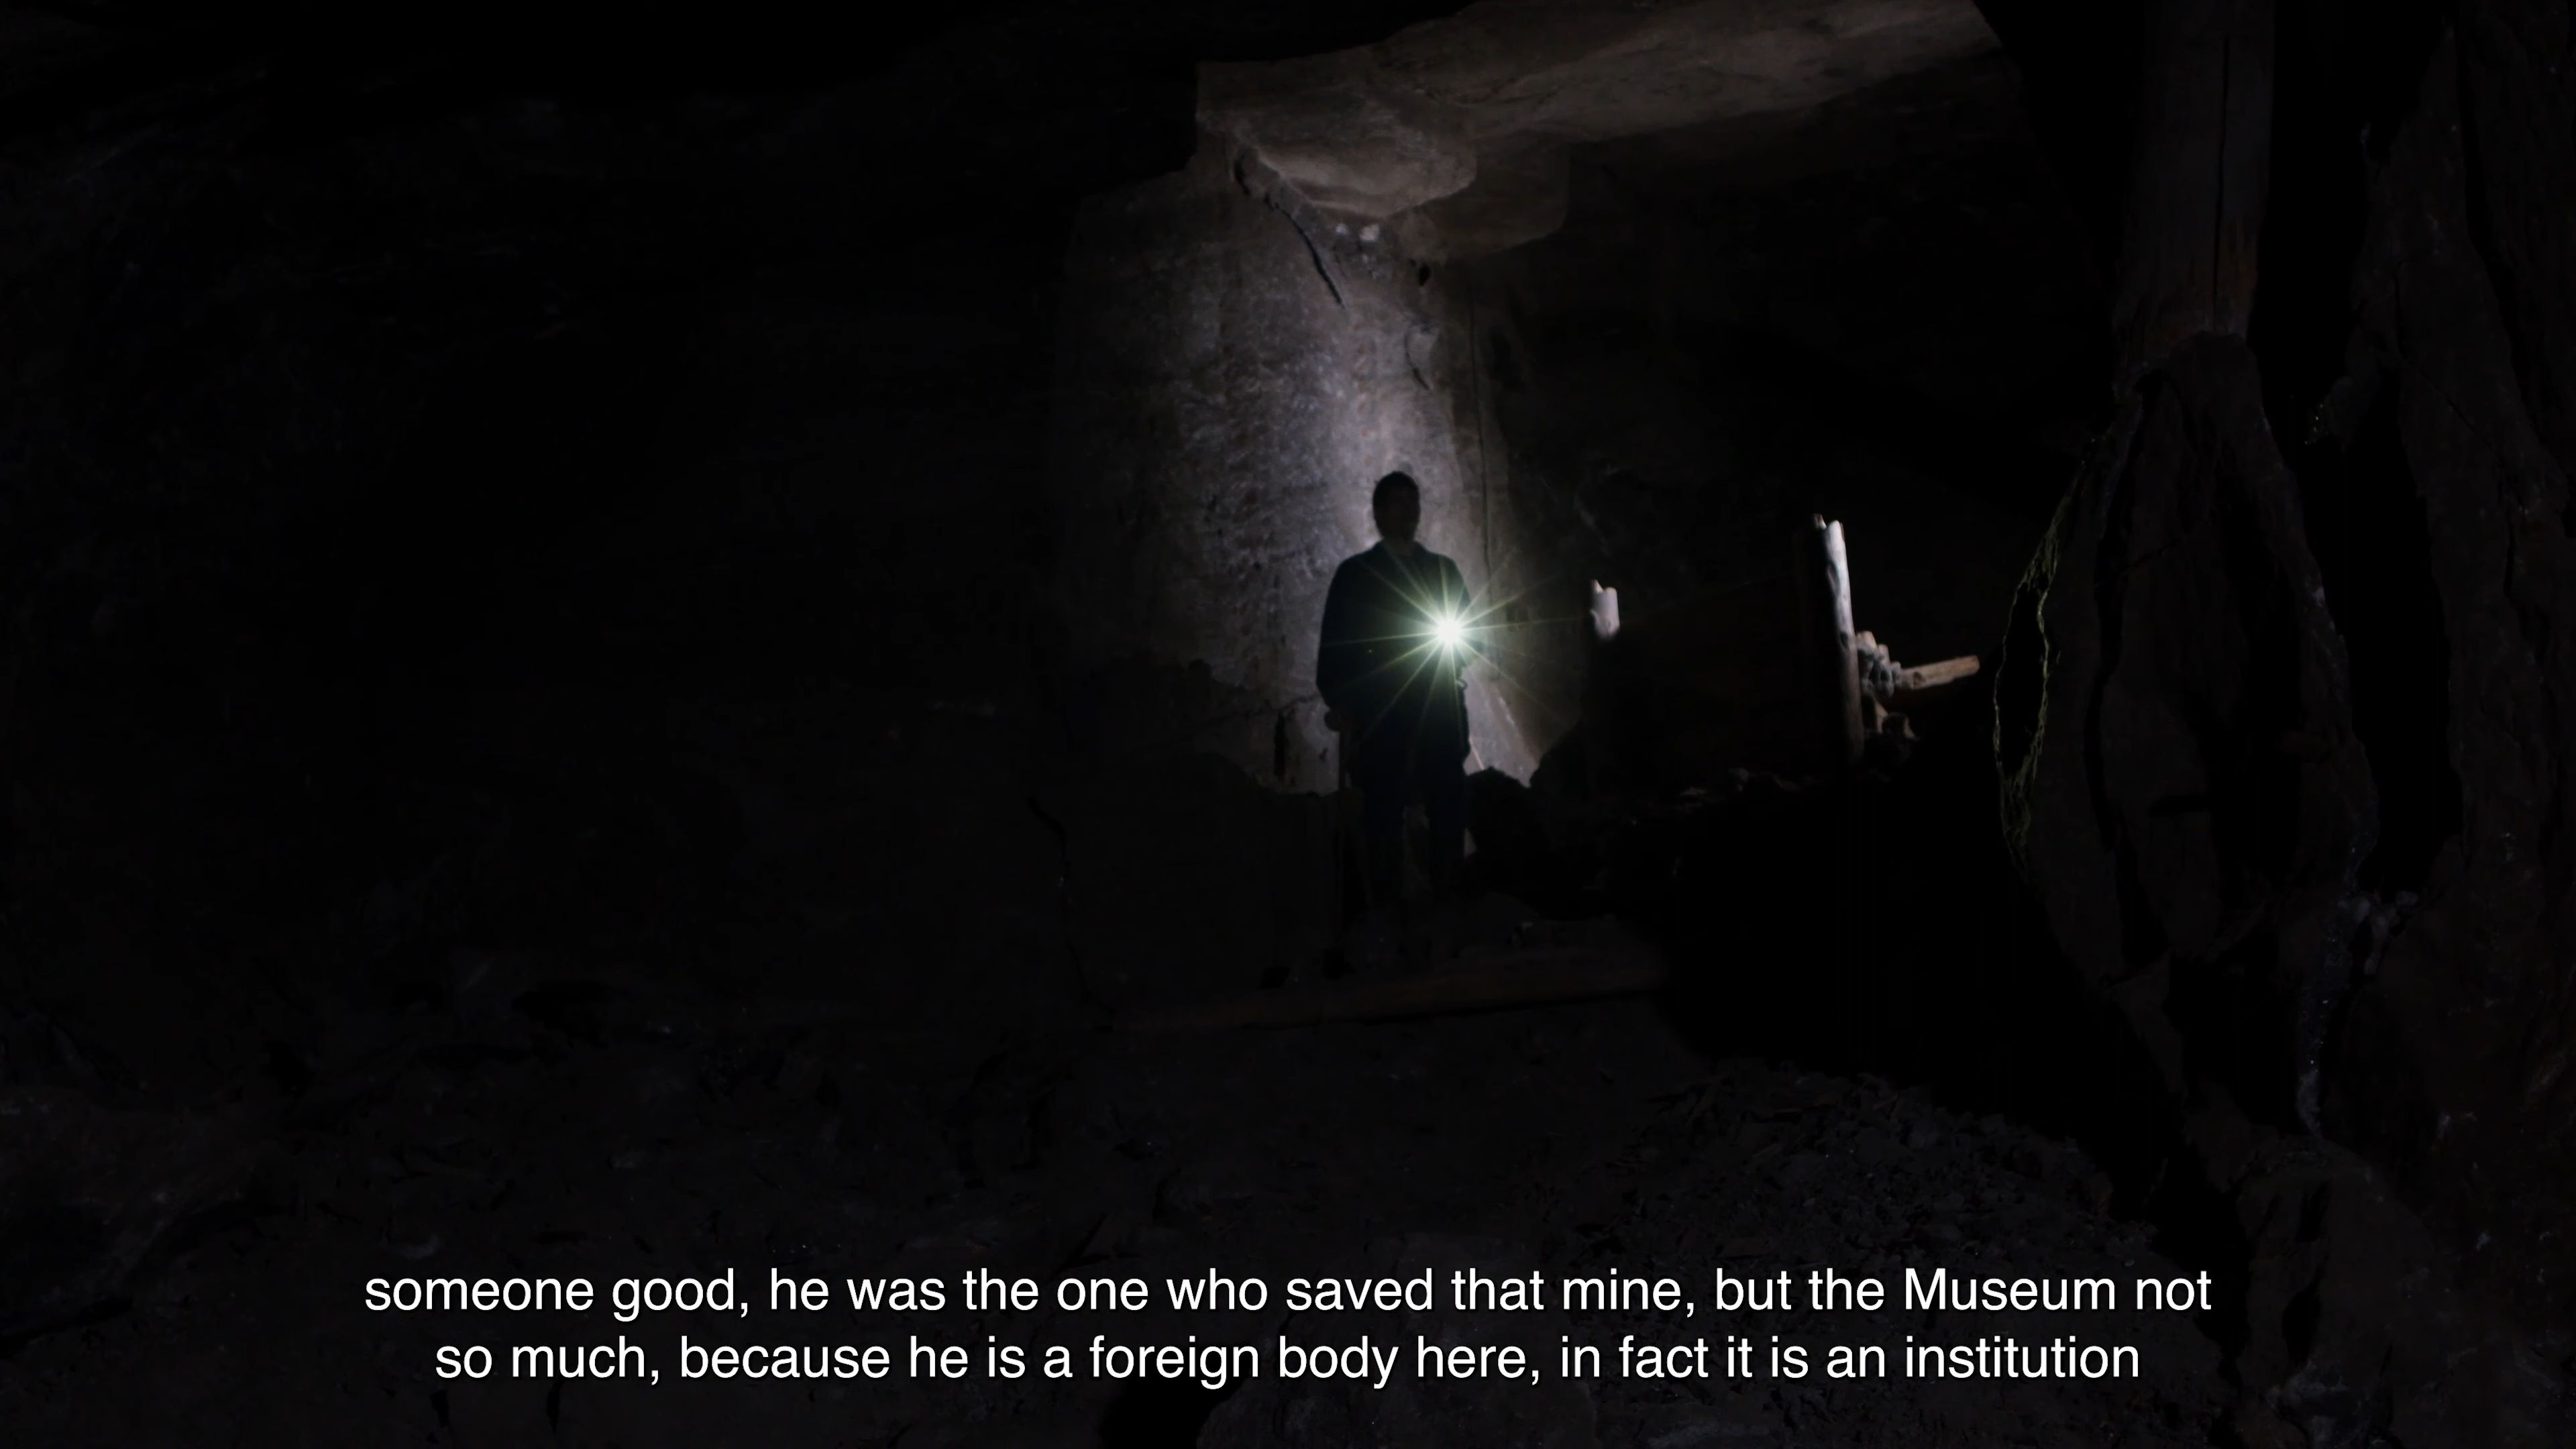 someone good, he was the one who saved that mine, but the Museum not
so much, because he is a foreign body here, in fact it is an institution